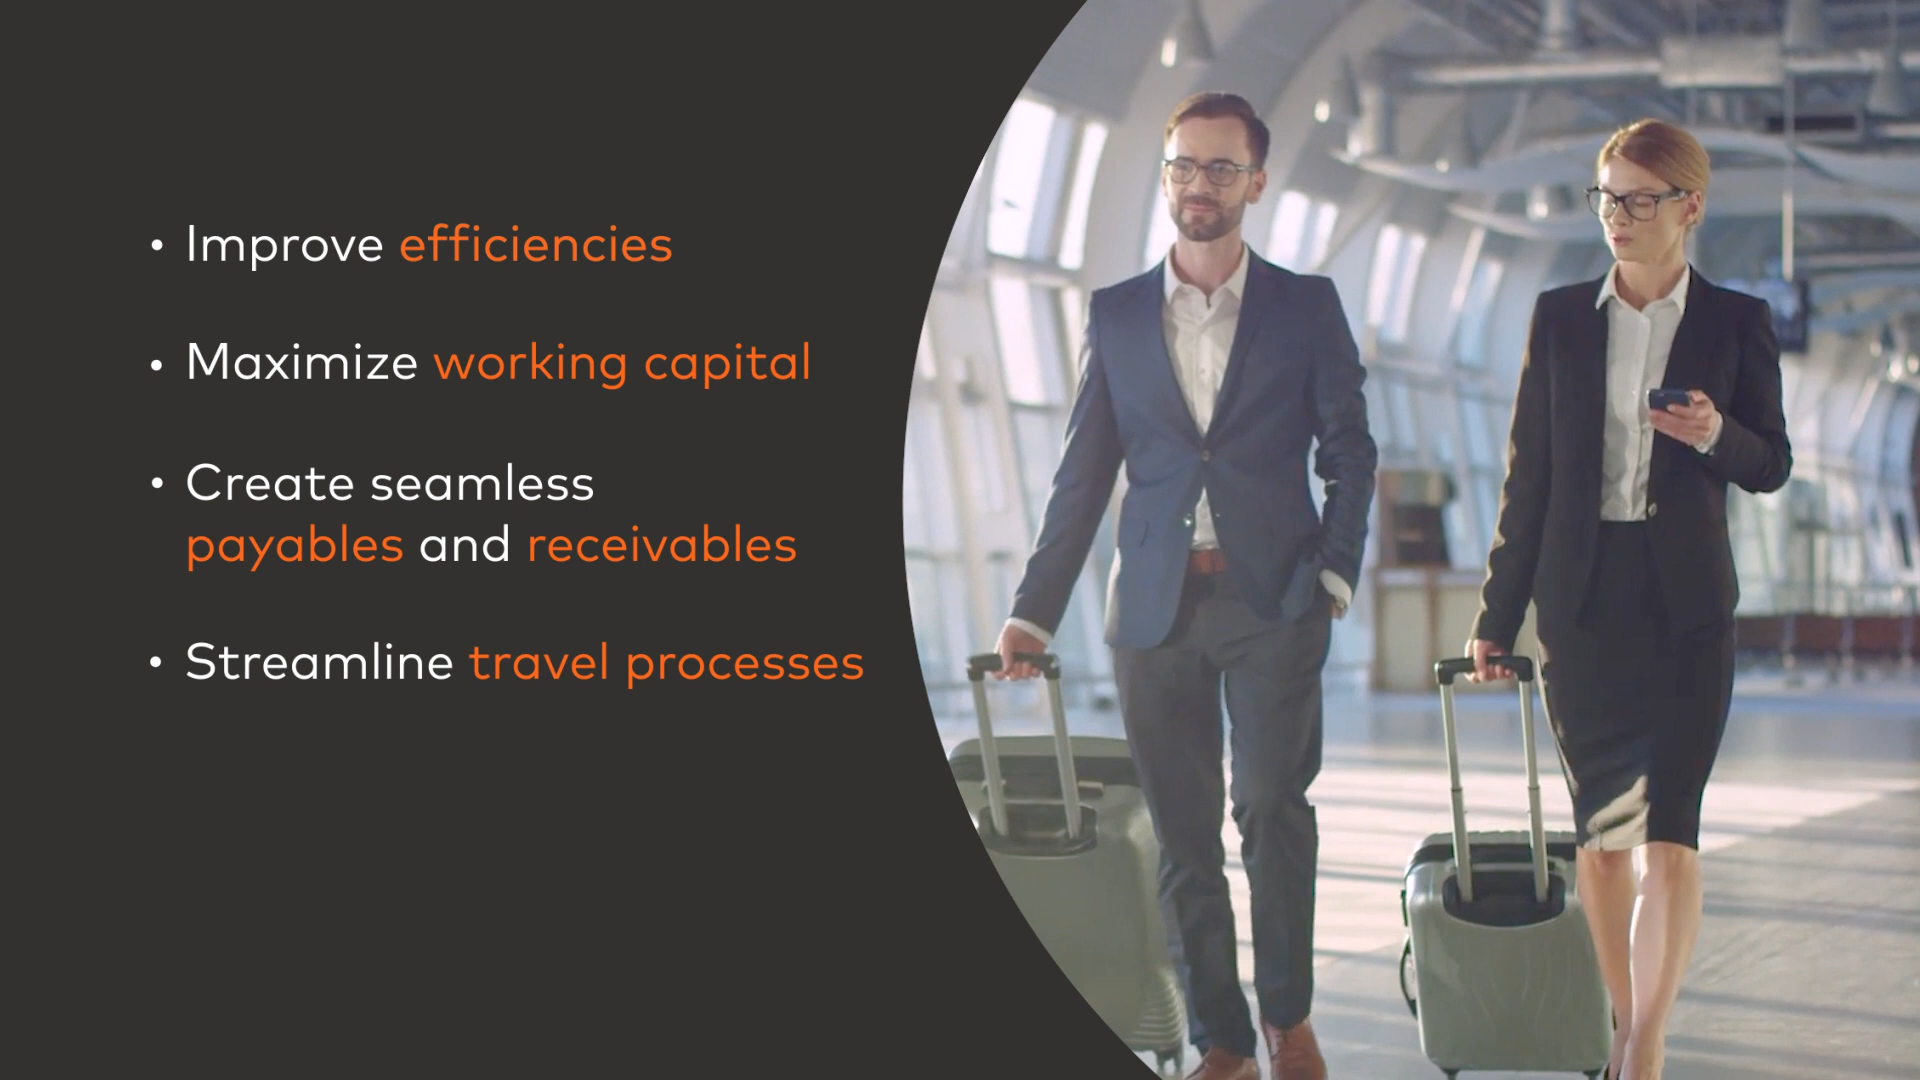 • Improve efficiencies
• Maximize working capital
• Create seamless
payables and receivables
• Streamline travel processes